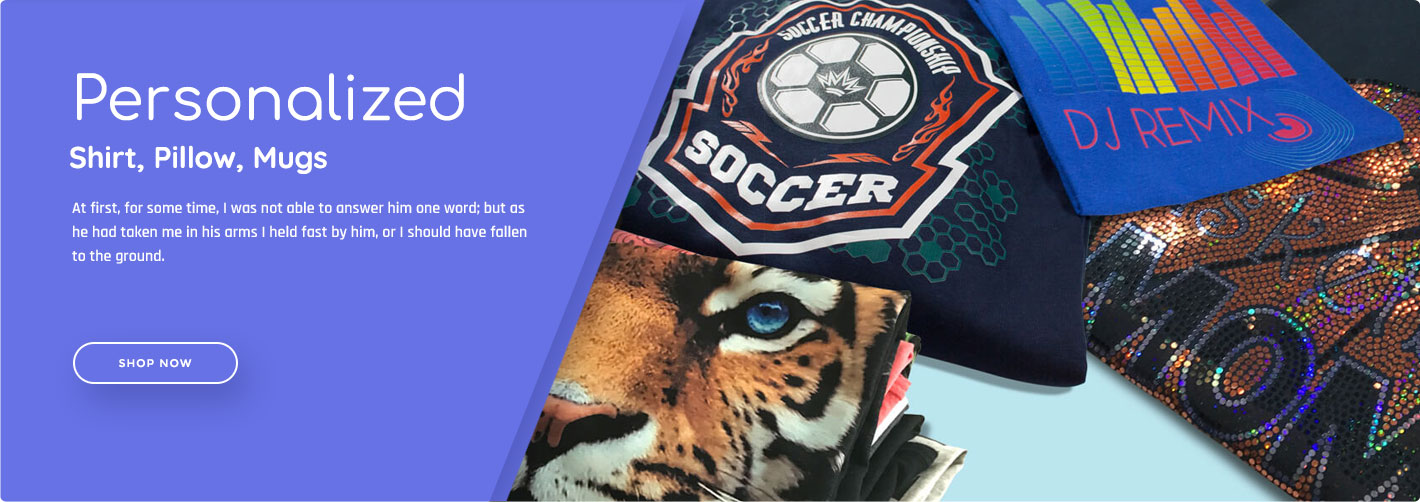 Personalized
Shirt, Pillow, Mugs
At first, for some time, I was not able to answer him one word; but as
he had taken me in his arms I held fast by him, or I should have fallen
to the ground.
SHOP NOW
SOCCER CHAMPIONSHIP
SOCCER
DJ REMIX
MOM